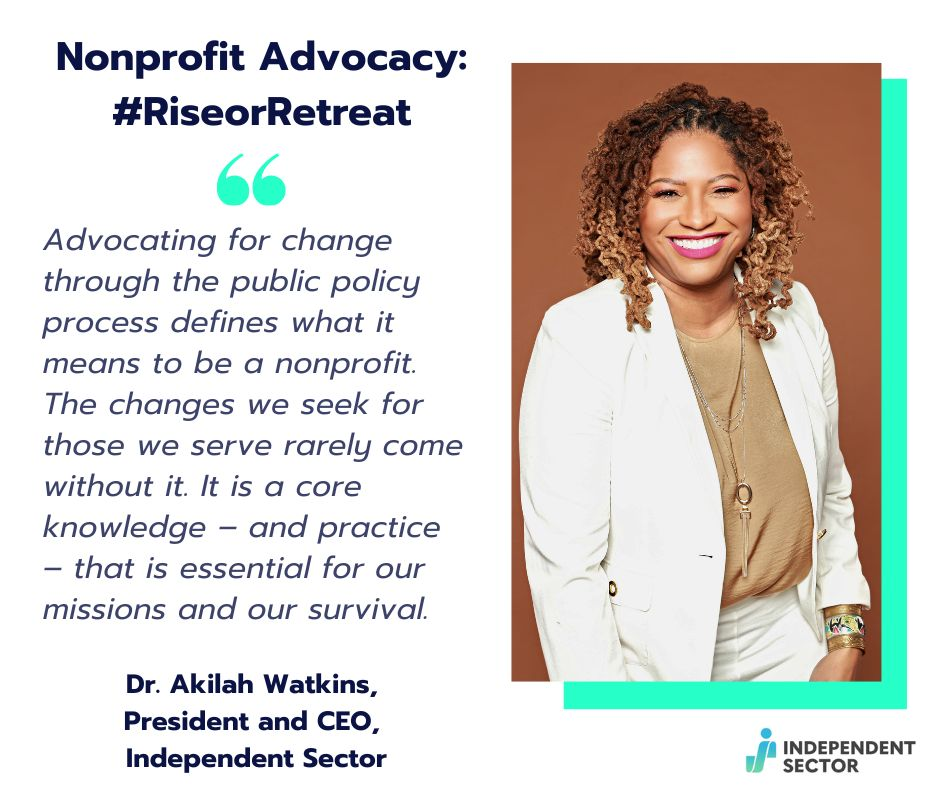 Nonprofit Advocacy:
#RiseorRetreat
Advocating for change
through the public policy
process defines what it
means to be a nonprofit.
The changes we seek for
those we serve rarely come
without it. It is a core
knowledge – and practice
– that is essential for our
missions and our survival.
Dr. Akilah Watkins,
President and CEO,
Independent Sector
INDEPENDENT
SECTOR